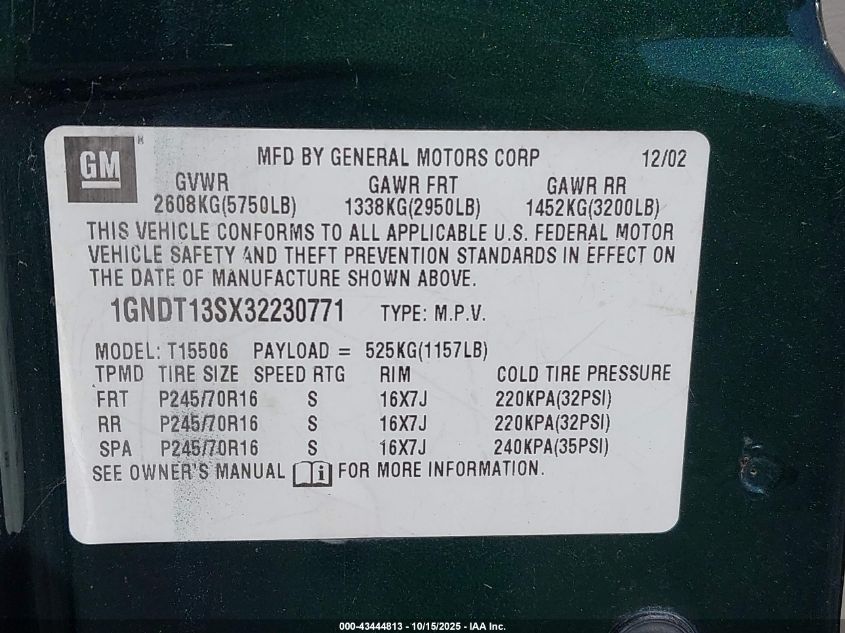 GM
MFD BY GENERAL MOTORS CORP 12/02
GVWR GAWR FRT GAWR RR
2608KG(5750LB) 1338KG(2950LB) 1452KG(3200LB)
THIS VEHICLE CONFORMS TO ALL APPLICABLE U.S. FEDERAL MOTOR
VEHICLE SAFETY AND THEFT PREVENTION STANDARDS IN EFFECT ON
THE DATE OF MANUFACTURE SHOWN ABOVE.
1GNDT13SX32230771 TYPE: M.P.V.
MODEL: T15506 PAYLOAD = 525KG(1157LB)
TPMD TIRE SIZE SPEED RTG RIM COLD TIRE PRESSURE
FRT P245/70R16 S 16X7J 220KPA(32PSI)
RR P245/70R16 S 16X7J 220KPA(32PSI)
SPA P245/70R16 S 16X7J 240KPA(35PSI)
SEE OWNER'S MANUAL i FOR MORE INFORMATION.
000-43444813 - 10/15/2025 - IAA Inc.